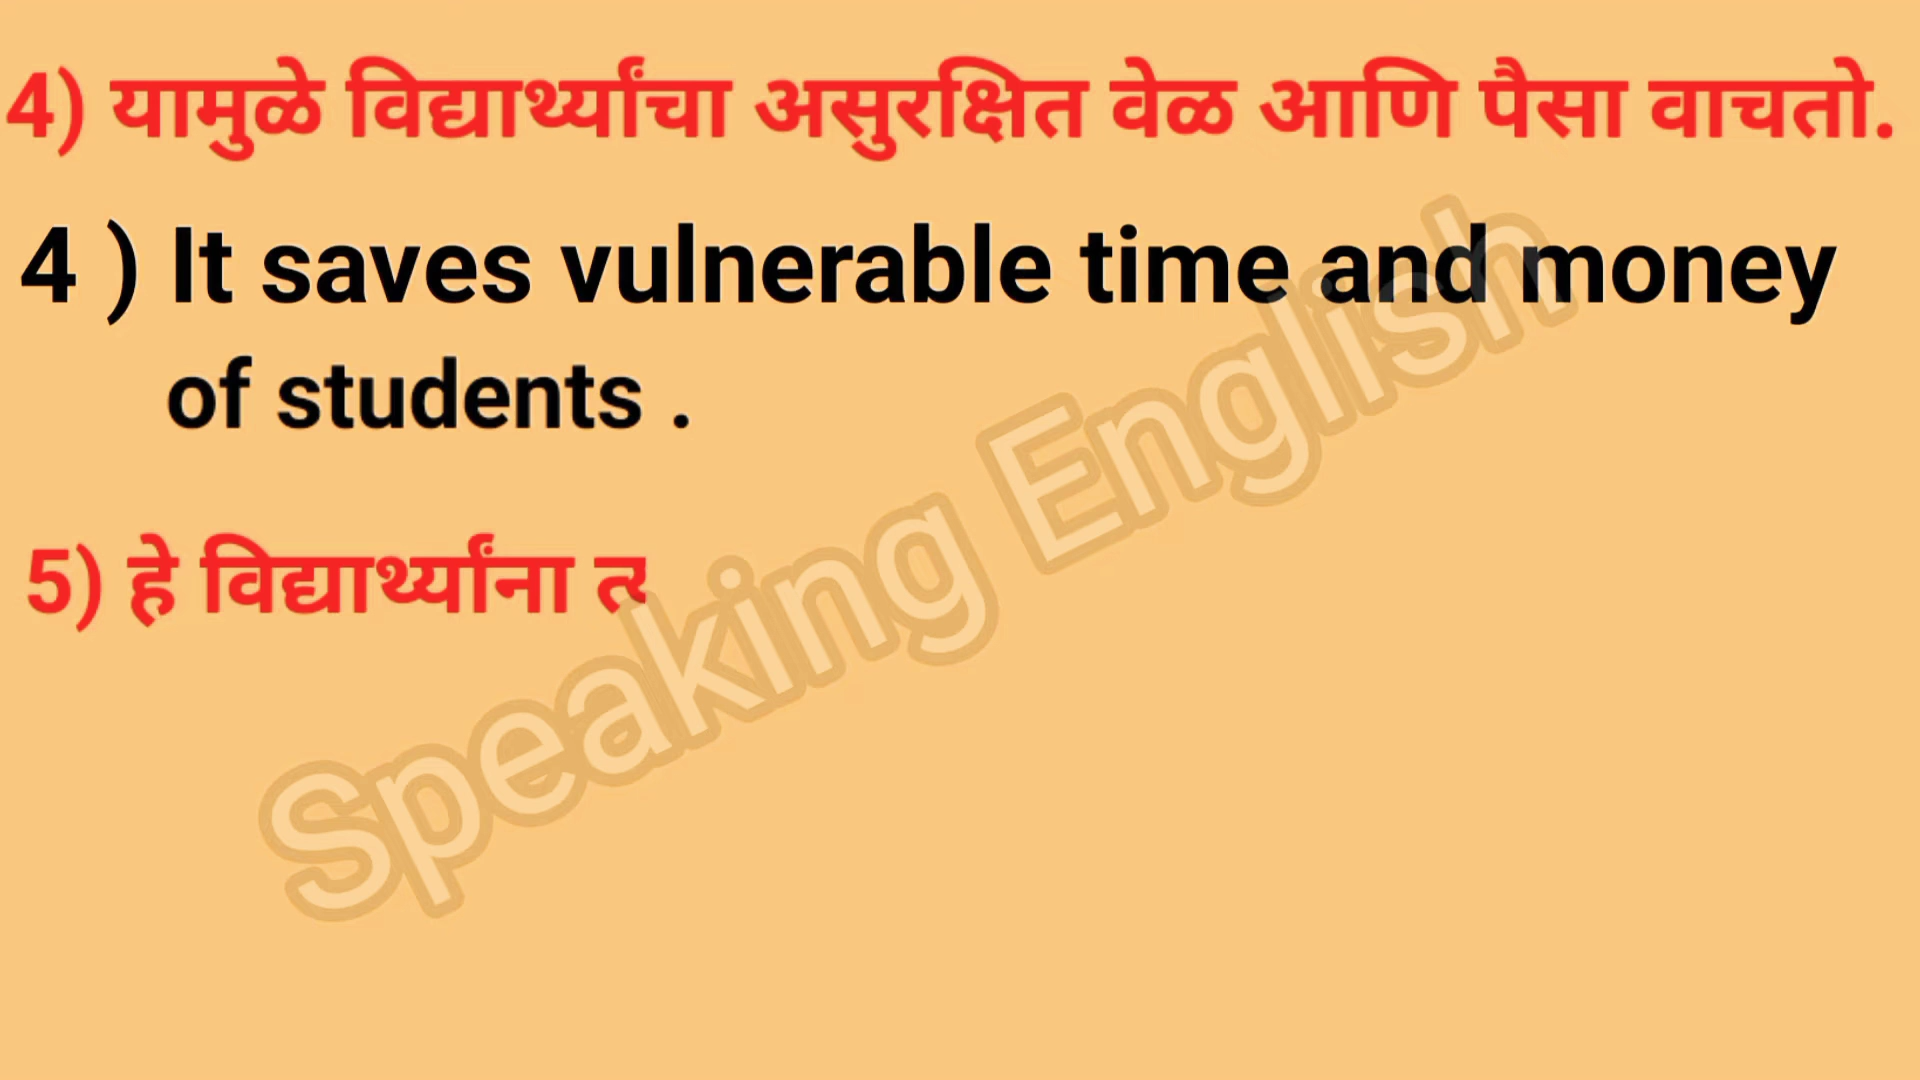 4) यामुळे विद्यार्थ्यांचा असुरक्षित वेळ आणि पैसा वाचतो.
4 ) It saves vulnerable time and money
of students .
5) हे विद्यार्थ्यांना
Speaking English